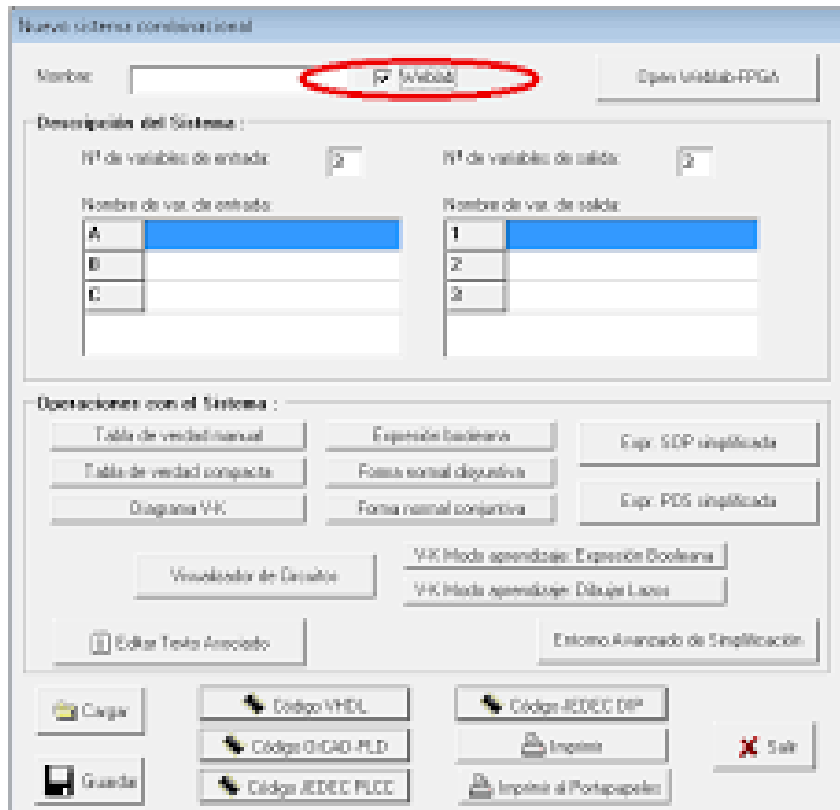 Nuevo sistema combinacional
Nombre: Weblab Open Weblab-FPGA
Descripción del Sistema :
Nº de variables de entrada: 3 Nº de variables de salida: 3
Nombre de var. de entrada: Nombre de var. de salida:
A 1
B 2
C 3
Operaciones con el Sistema :
Tabla de verdad manual Expresión booleana Expr. SOP simplificada
Tabla de verdad compacta Forma normal disyuntiva
Diagrama V-K Forma normal conjuntiva Expr. POS simplificada
Visualizador de Circuitos V-K Modo aprendizaje: Expresión Booleana
V-K Modo aprendizaje: Dibujar Lazos
Editar Texto Asociado Entorno Avanzado de Simplificación
Cargar Código VHDL Código JEDEC DIP
Código OrCAD-PLD Imprimir Salir
Guardar Código JEDEC PLCC Imprimir al Portapapeles